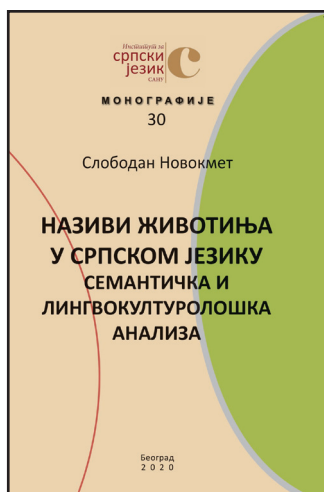 Институт за
српски
језик
САНУ
С
МОНОГРАФИЈЕ
30
Слободан Новокмет
НАЗИВИ ЖИВОТИЊА
У СРПСКОМ ЈЕЗИКУ
СЕМАНТИЧКА И
ЛИНГВОКУЛТУРОЛОШКА
АНАЛИЗА
Београд
2020